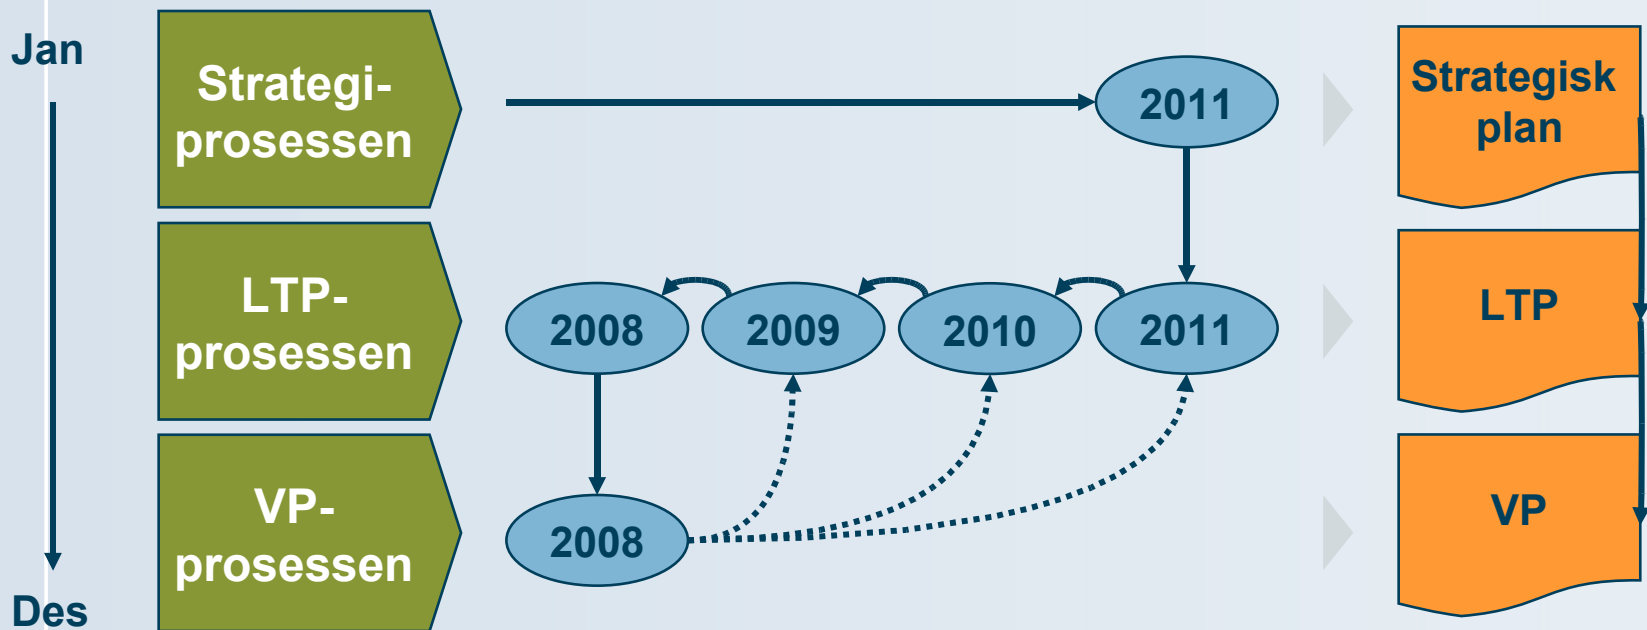 Jan
Strategi-
prosessen
2011
Strategisk
plan
LTP-
prosessen
2008
2009
2010
2011
LTP
VP-
prosessen
2008
VP
Des